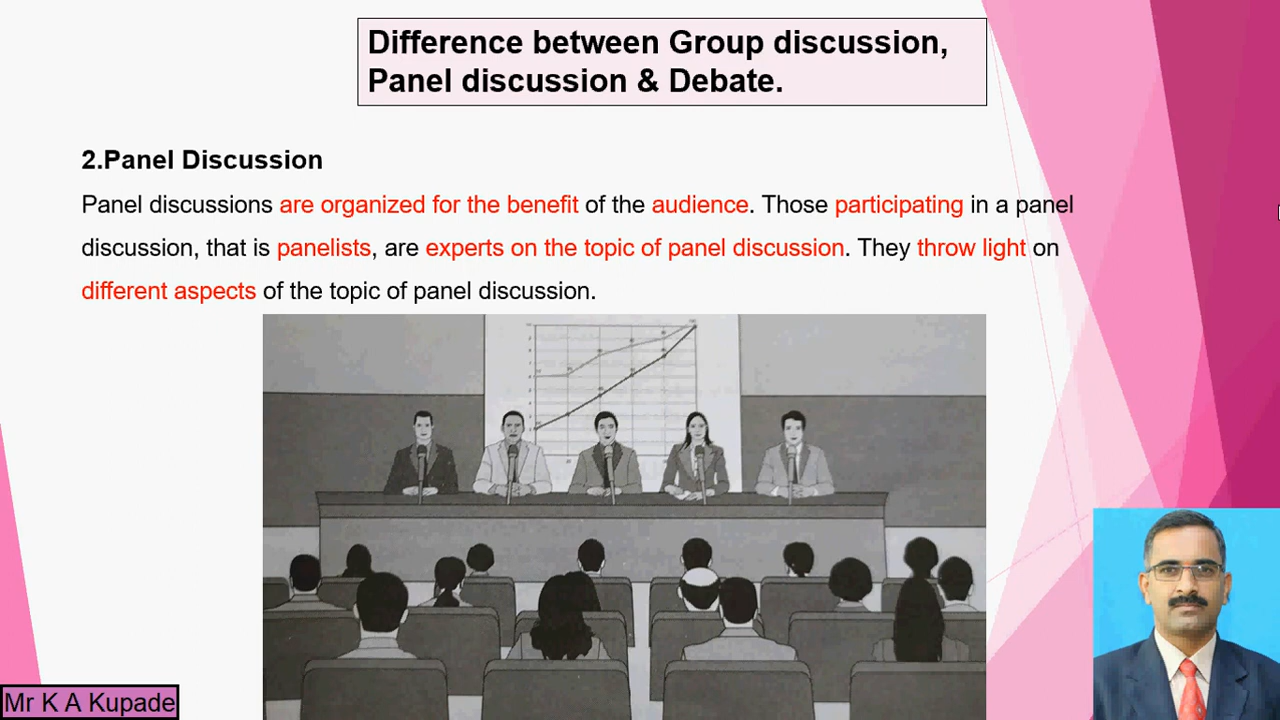 Difference between Group discussion,
Panel discussion & Debate.
2.Panel Discussion
Panel discussions are organized for the benefit of the audience. Those participating in a panel
discussion, that is panelists, are experts on the topic of panel discussion. They throw light on
different aspects of the topic of panel discussion.
Mr K A Kupade